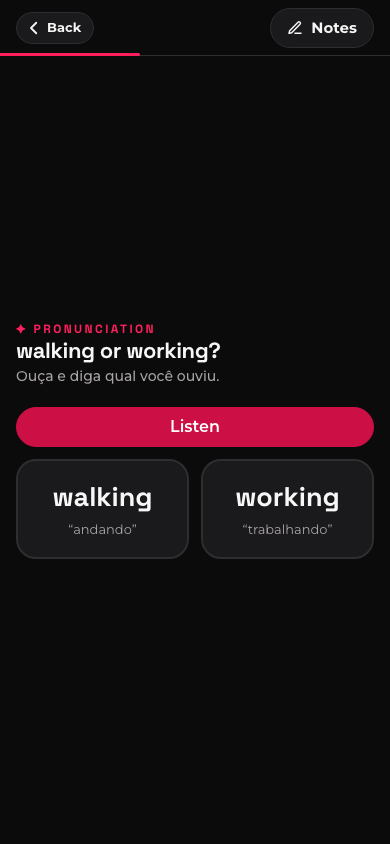 Back
Notes
PRONUNCIATION
walking or working?
Ouça e diga qual você ouviu.
Listen
walking
working
“andando”
“trabalhando”